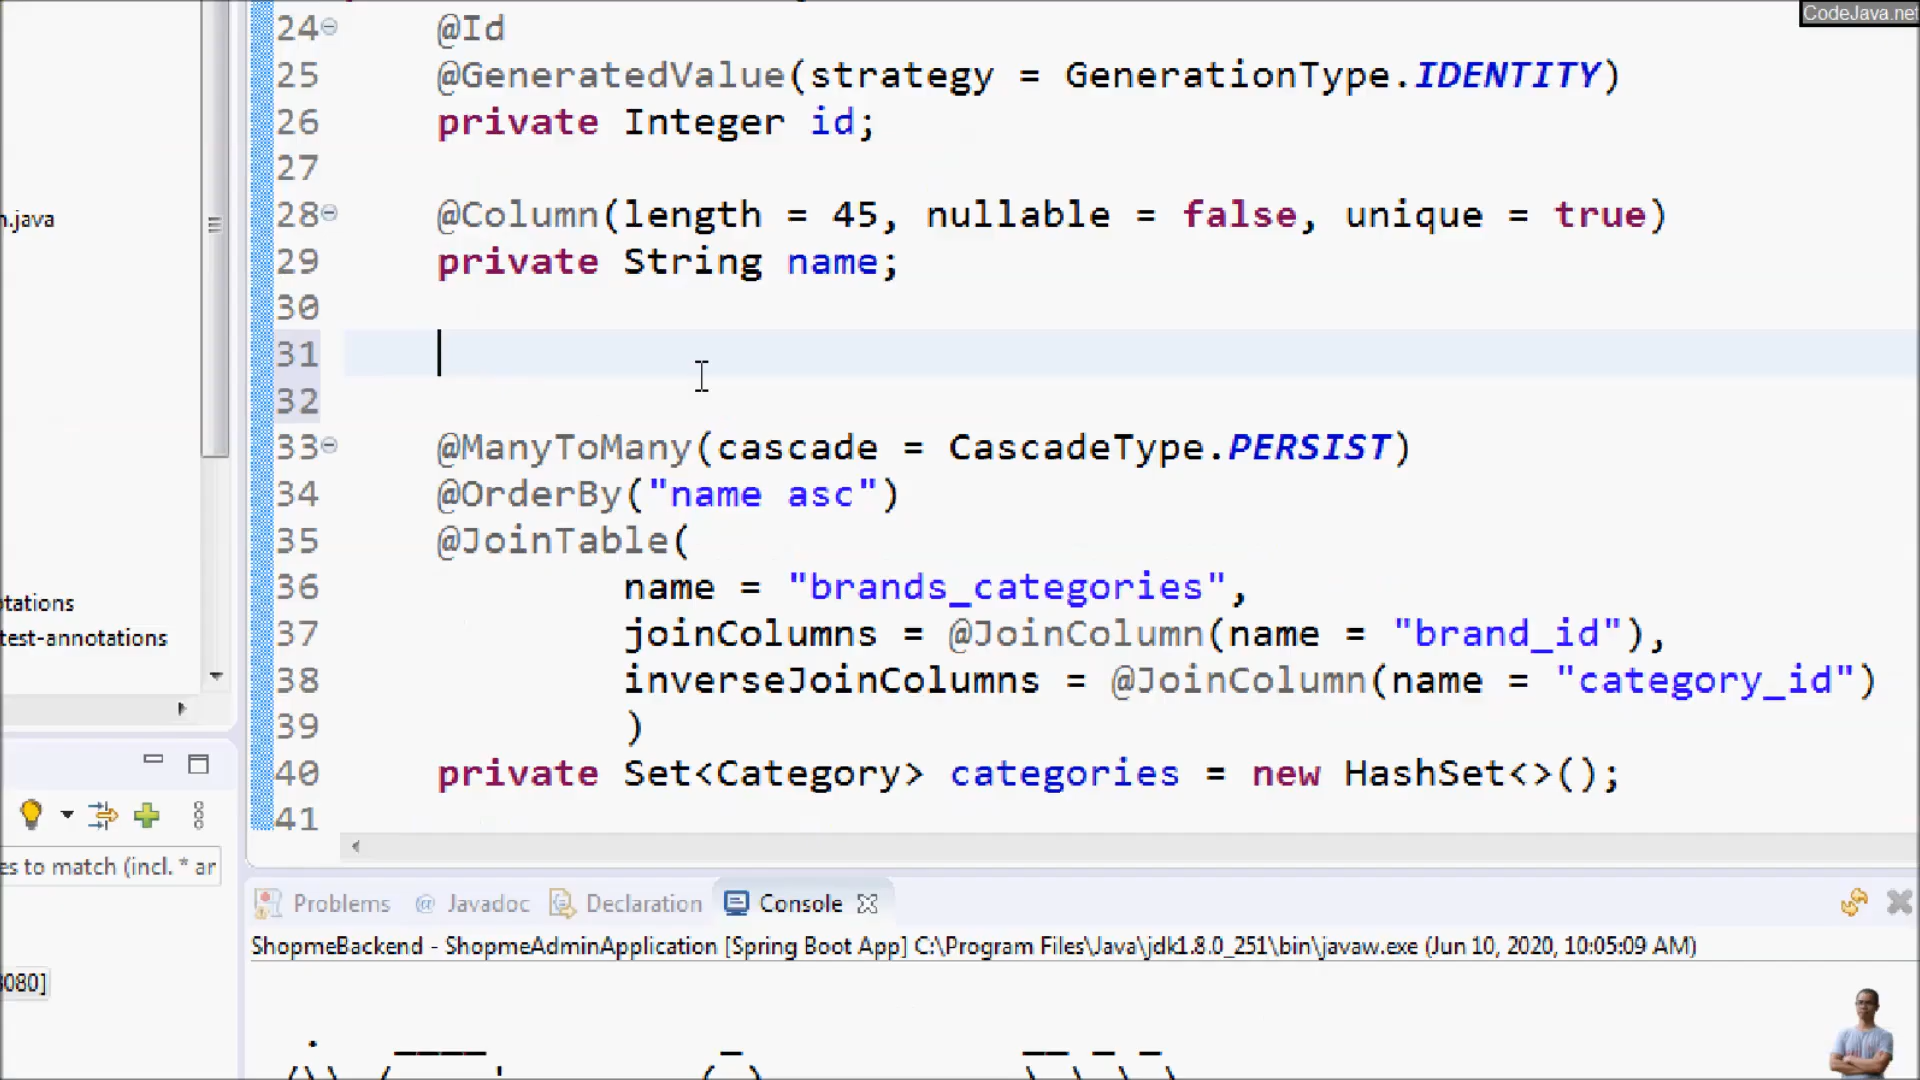 CodeJava.net
24 @Id
25 @GeneratedValue(strategy = GenerationType.IDENTITY)
26 private Integer id;
27
28 @Column(length = 45, nullable = false, unique = true)
29 private String name;
30
31
32
33 @ManyToMany(cascade = CascadeType.PERSIST)
34 @OrderBy("name asc")
35 @JoinTable(
36 name = "brands_categories",
37 joinColumns = @JoinColumn(name = "brand_id"),
38 inverseJoinColumns = @JoinColumn(name = "category_id")
39 )
40 private Set<Category> categories = new HashSet<>();
41
n.java
tations
test-annotations
es to match (incl. * ar
8080]
Problems @ Javadoc Declaration Console
ShopmeBackend - ShopmeAdminApplication [Spring Boot App] C:\Program Files\Java\jdk1.8.0_251\bin\javaw.exe (Jun 10, 2020, 10:05:09 AM)